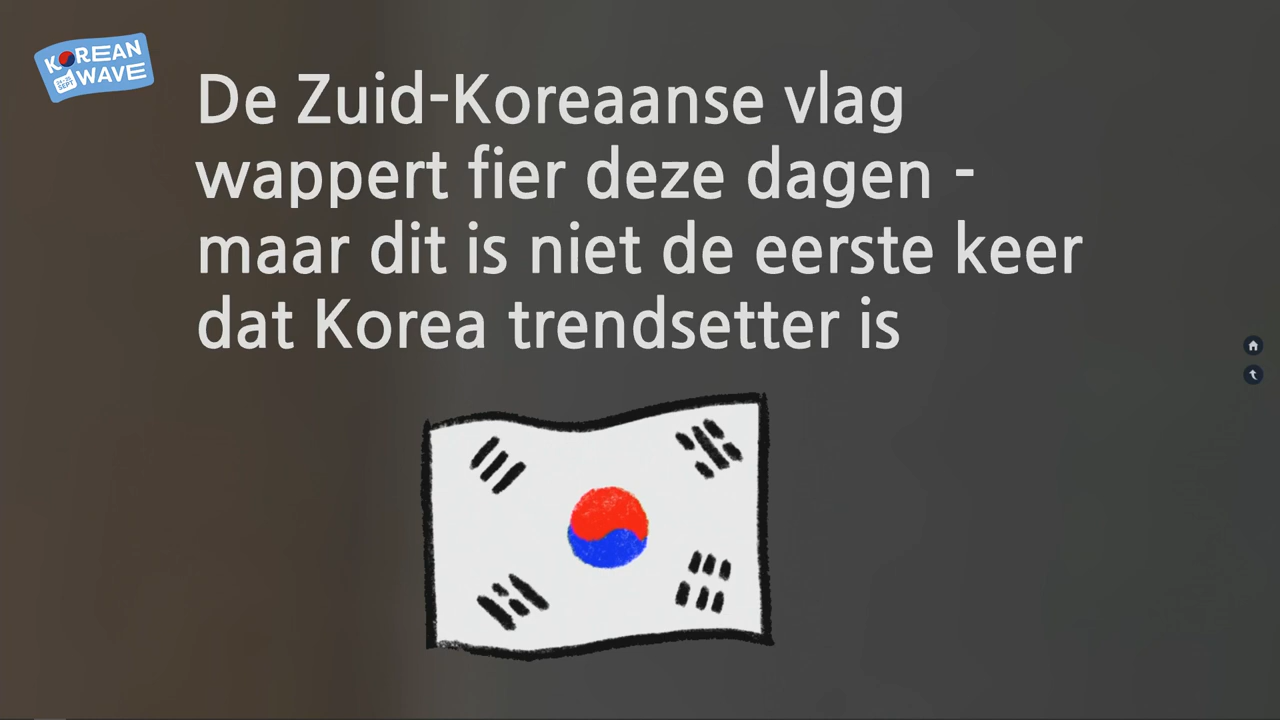 KOREAN
WAVE
SEPT
De Zuid-Koreaanse vlag
wappert fier deze dagen -
maar dit is niet de eerste keer
dat Korea trendsetter is